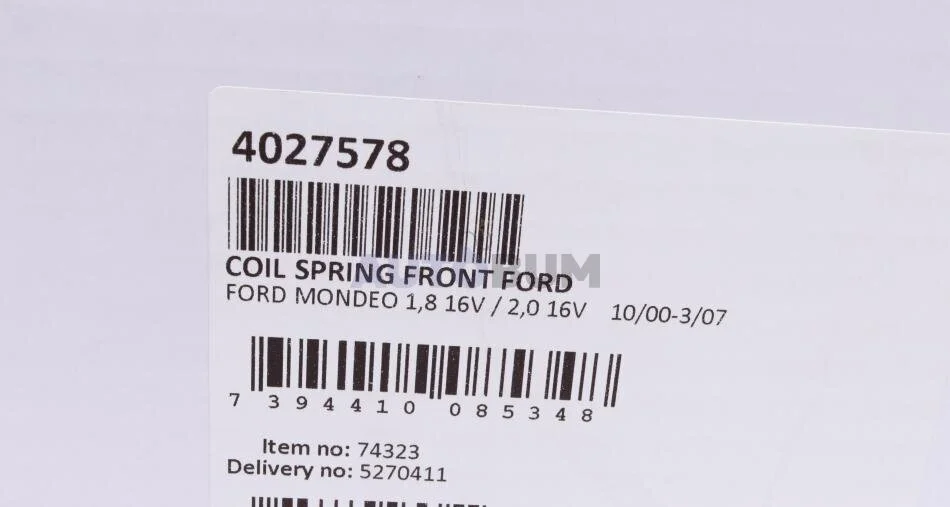 4027578
COIL SPRING FRONT FORD
FORD MONDEO 1,8 16V / 2,0 16V 10/00-3/07
7 394410 085348
Item no: 74323
Delivery no: 5270411
AUTOBUM